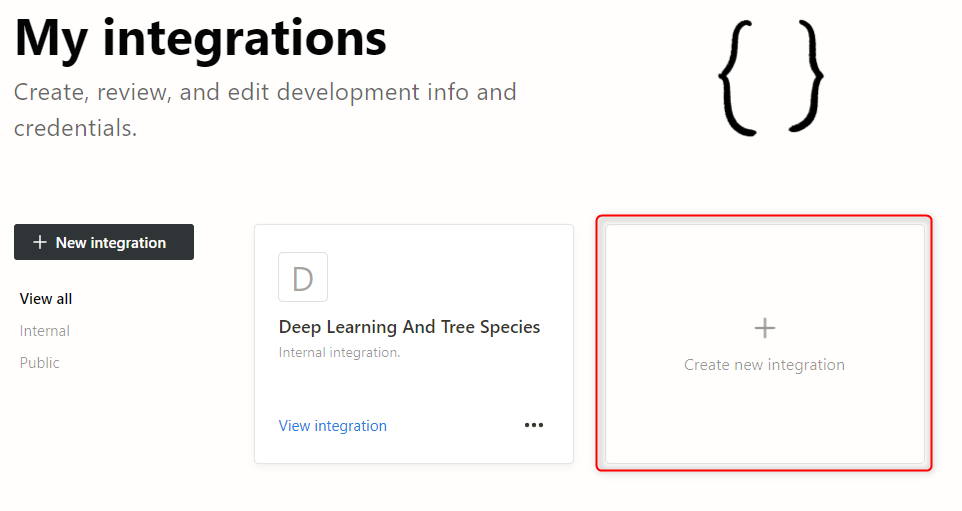 My integrations
Create, review, and edit development info and
credentials.
{ }
+ New integration
View all
Internal
Public
D
Deep Learning And Tree Species
Internal integration.
View integration
•••
+
Create new integration